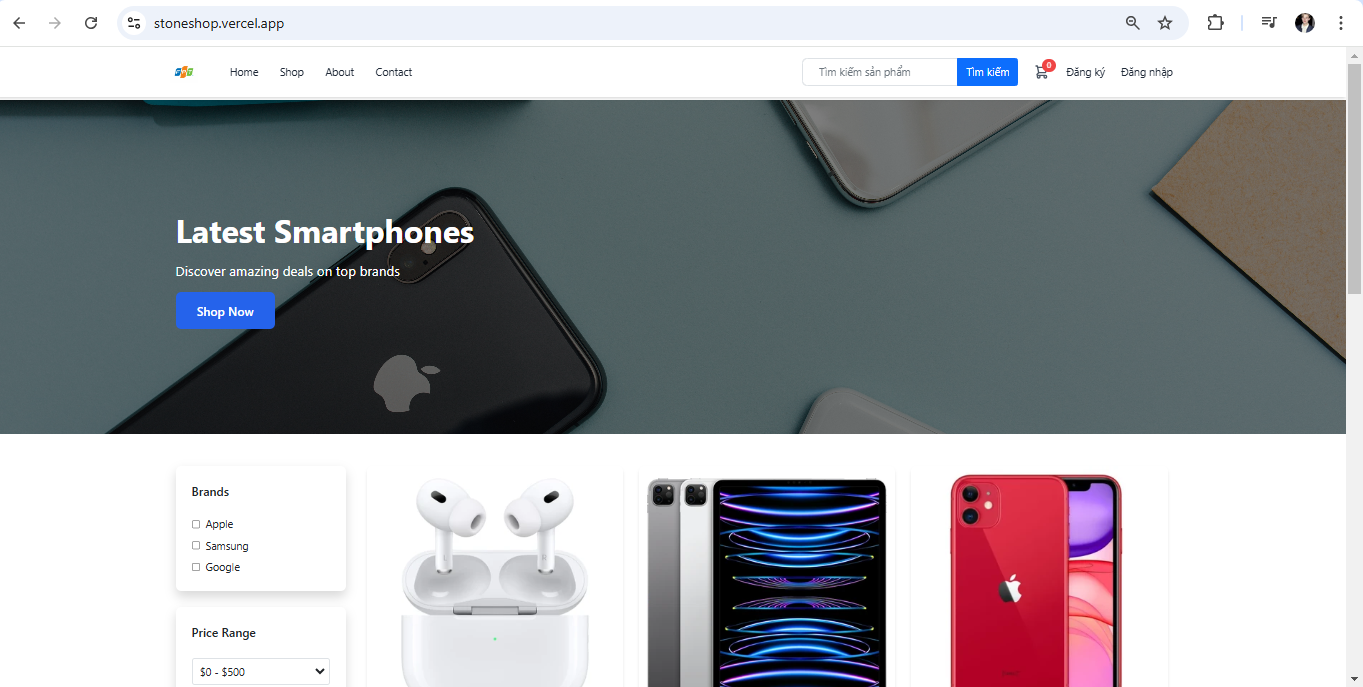 stoneshop.vercel.app
FPT
Home
Shop
About
Contact
Tìm kiếm sản phẩm
Tìm kiếm
0
Đăng ký
Đăng nhập
Latest Smartphones
Discover amazing deals on top brands
Shop Now
Brands
Apple
Samsung
Google
Price Range
$0 - $500